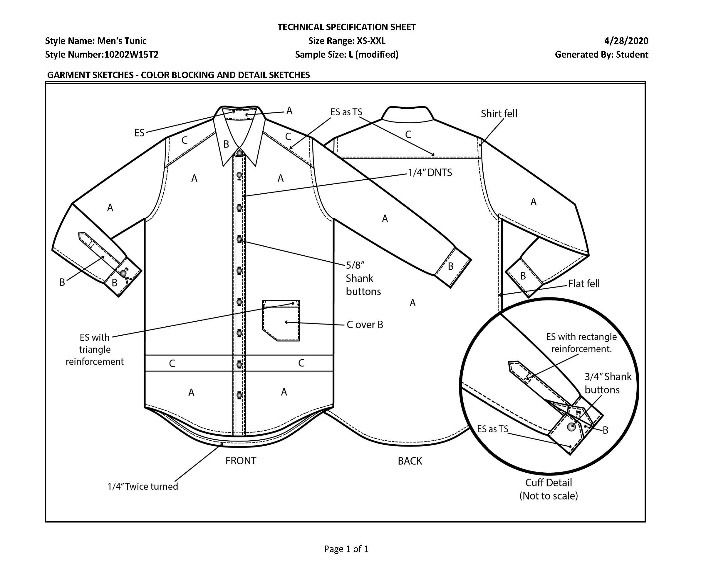 TECHNICAL SPECIFICATION SHEET
Style Name: Men's Tunic
Size Range: XS-XXL
4/28/2020
Style Number:10202W15T2
Sample Size: L (modified)
Generated By: Student
GARMENT SKETCHES - COLOR BLOCKING AND DETAIL SKETCHES
A
ES as TS
Shirt fell
ES
C
B
C
C
A
A
1/4" DNTS
A
A
A
B
B
5/8"
Shank
buttons
B
B
A
Flat fell
C over B
ES with
triangle
reinforcement
ES with rectangle
reinforcement.
C
C
3/4" Shank
buttons
A
A
ES as TS
B
FRONT
BACK
1/4" Twice turned
Cuff Detail
(Not to scale)
Page 1 of 1